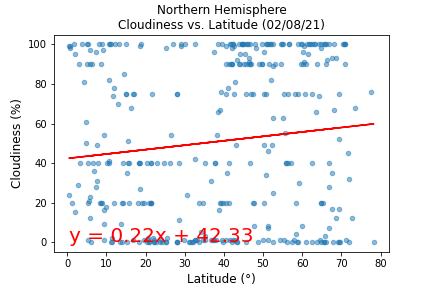 Northern Hemisphere
Cloudiness vs. Latitude (02/08/21)
Cloudiness (%)
100
80
60
40
20
0
y = 0.22x + 42.33
0 10 20 30 40 50 60 70 80
Latitude (°)